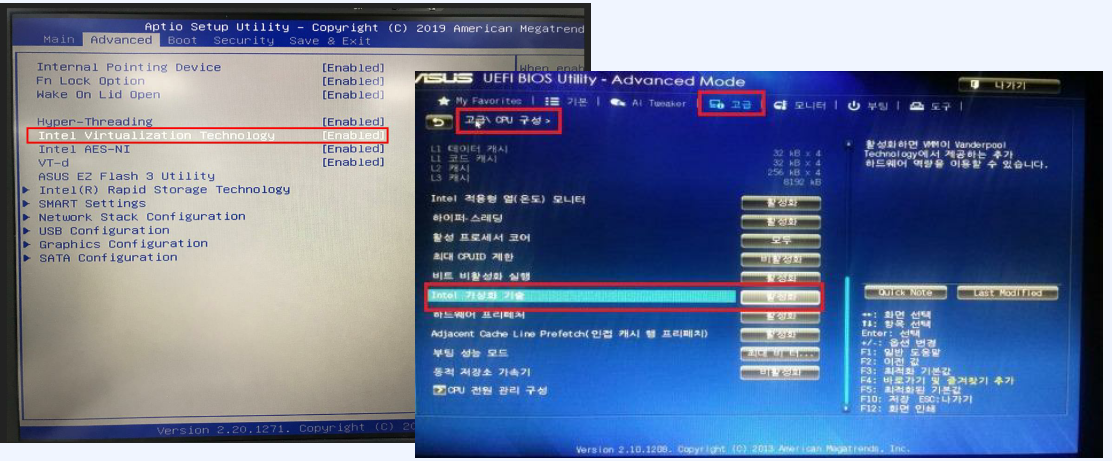 Aptio Setup Utility - Copyright (C) 2019 American Megatrend
Main Advanced Boot Security Save & Exit
Internal Pointing Device [Enabled]
Fn Lock Option [Enabled]
Wake On Lid Open [Enabled]
Hyper-Threading [Enabled]
Intel Virtualization Technology [Enabled]
Intel AES-NI [Enabled]
VT-d [Enabled]
ASUS EZ Flash 3 Utility
Intel(R) Rapid Storage Technology
SMART Settings
Network Stack Configuration
USB Configuration
Graphics Configuration
SATA Configuration
Version 2.20.1271. Copyright (C) 20
When enab
ASUS UEFI BIOS Utility - Advanced Mode
나가기
My Favorites 기본 Ai Tweaker 고급 모니터 부팅 도구
고급\ CPU 구성 >
L1 데이터 캐시 32 kB x 4
L1 코드 캐시 32 kB x 4
L2 캐시 256 kB x 4
L3 캐시 8192 kB
Intel 적응형 열(온도) 모니터 활성화
하이퍼-스레딩 활성화
활성 프로세서 코어 모두
최대 CPUID 제한 비활성화
비트 비활성화 실행 활성화
Intel 가상화 기술 활성화
하드웨어 프리페처 활성화
Adjacent Cache Line Prefetch(인접 캐시 행 프리페치) 활성화
부팅 성능 모드
동적 저장소 가속기 비활성화
CPU 전원 관리 구성
활성화하면 VMM이 Vanderpool
Technology에서 제공하는 추가
하드웨어 역량을 이용할 수 있습니다.
Quick Note Last Modified
↔: 화면 선택
↑↓: 항목 선택
Enter: 선택
+/-: 옵션 변경
F1: 일반 도움말
F2: 이전 값
F3: 최적화 기본값
F4: 바로가기 및 즐겨찾기 추가
F5: 최적화된 기본값
F10: 저장 ESC:나가기
F12: 화면 인쇄
Version 2.10.1208. Copyright (C) 2013 American Megatrends, Inc.